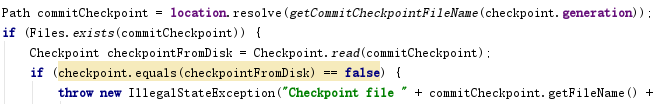 Path commitCheckpoint = location.resolve(getCommitCheckpointFileName(checkpoint.generation));
if (Files.exists(commitCheckpoint)) {
Checkpoint checkpointFromDisk = Checkpoint.read(commitCheckpoint);
if (checkpoint.equals(checkpointFromDisk) == false) {
throw new IllegalStateException("Checkpoint file " + commitCheckpoint.getFileName() +